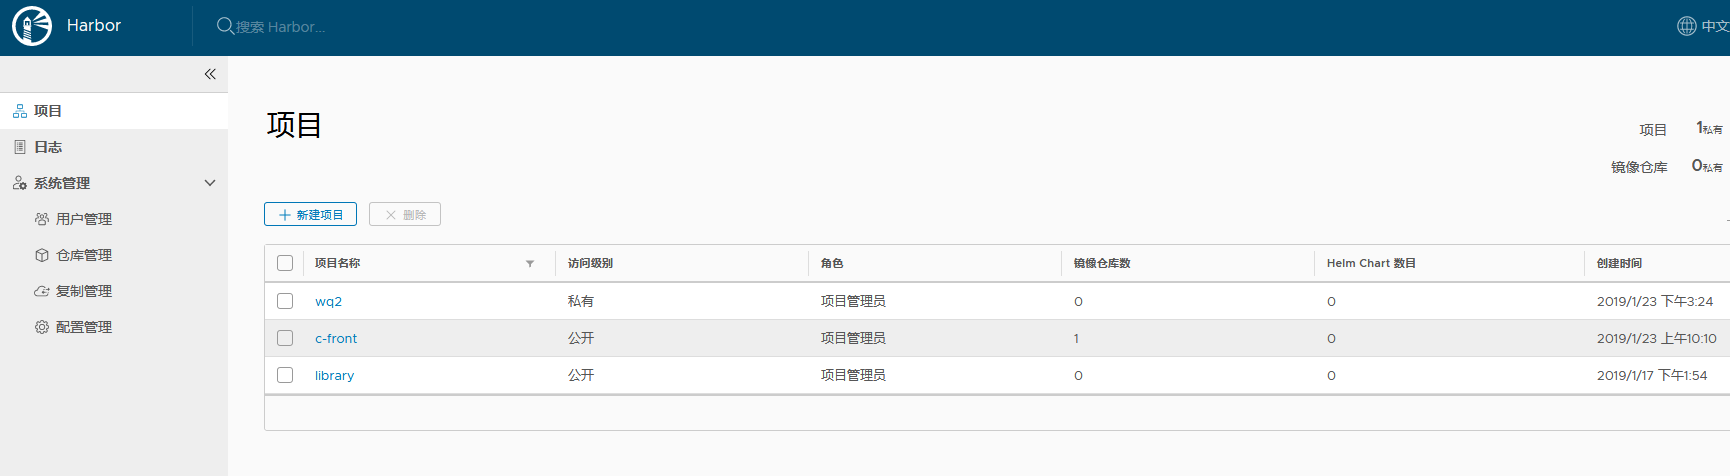 Harbor
搜索 Harbor...
中文
项目
日志
系统管理
用户管理
仓库管理
复制管理
配置管理
项目
项目 1私有
镜像仓库 0私有
新建项目 删除
项目名称 访问级别 角色 镜像仓库数 Helm Chart 数目 创建时间
wq2 私有 项目管理员 0 0 2019/1/23 下午3:24
c-front 公开 项目管理员 1 0 2019/1/23 上午10:10
library 公开 项目管理员 0 0 2019/1/17 下午1:54